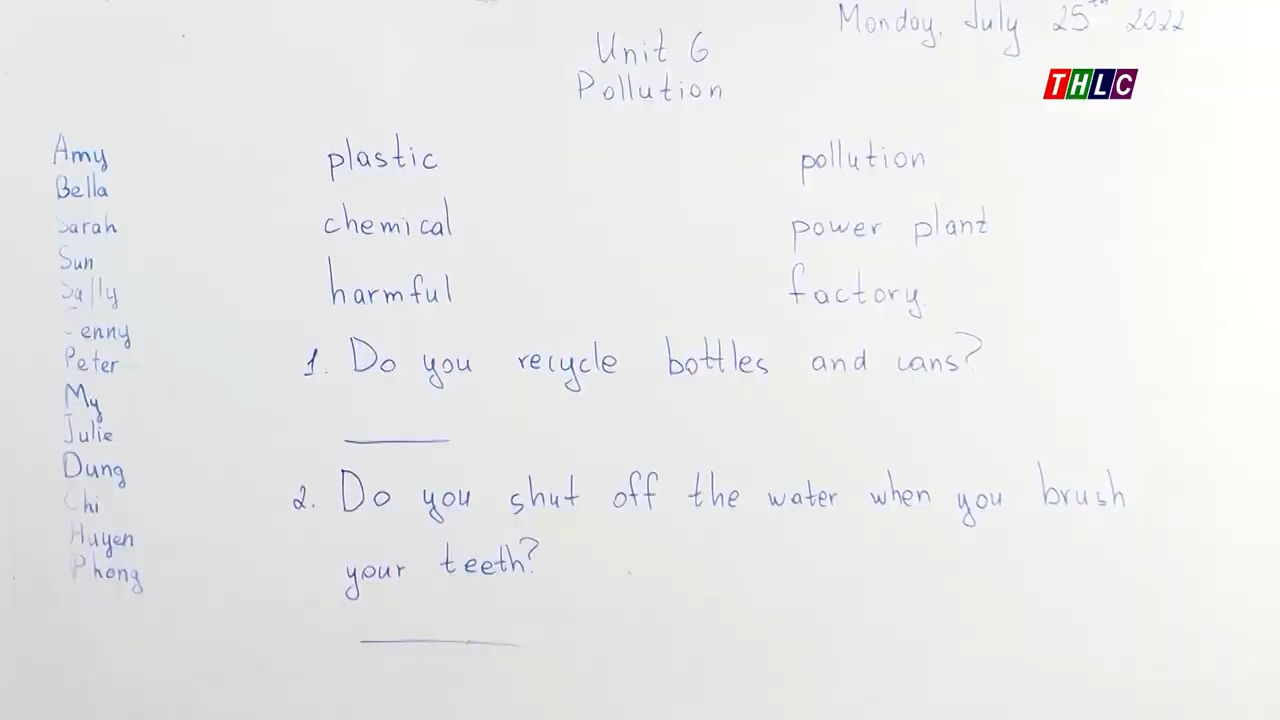 Monday, July 25th 2022
Unit 6
Pollution
THLC
Amy
Bella
Sarah
Sun
Sally
enny
Peter
My
Julie
Dung
Chi
Huyen
Phong
plastic
chemical
harmful
pollution
power plant
factory
1. Do you recycle bottles and cans?
2. Do you shut off the water when you brush
your teeth?